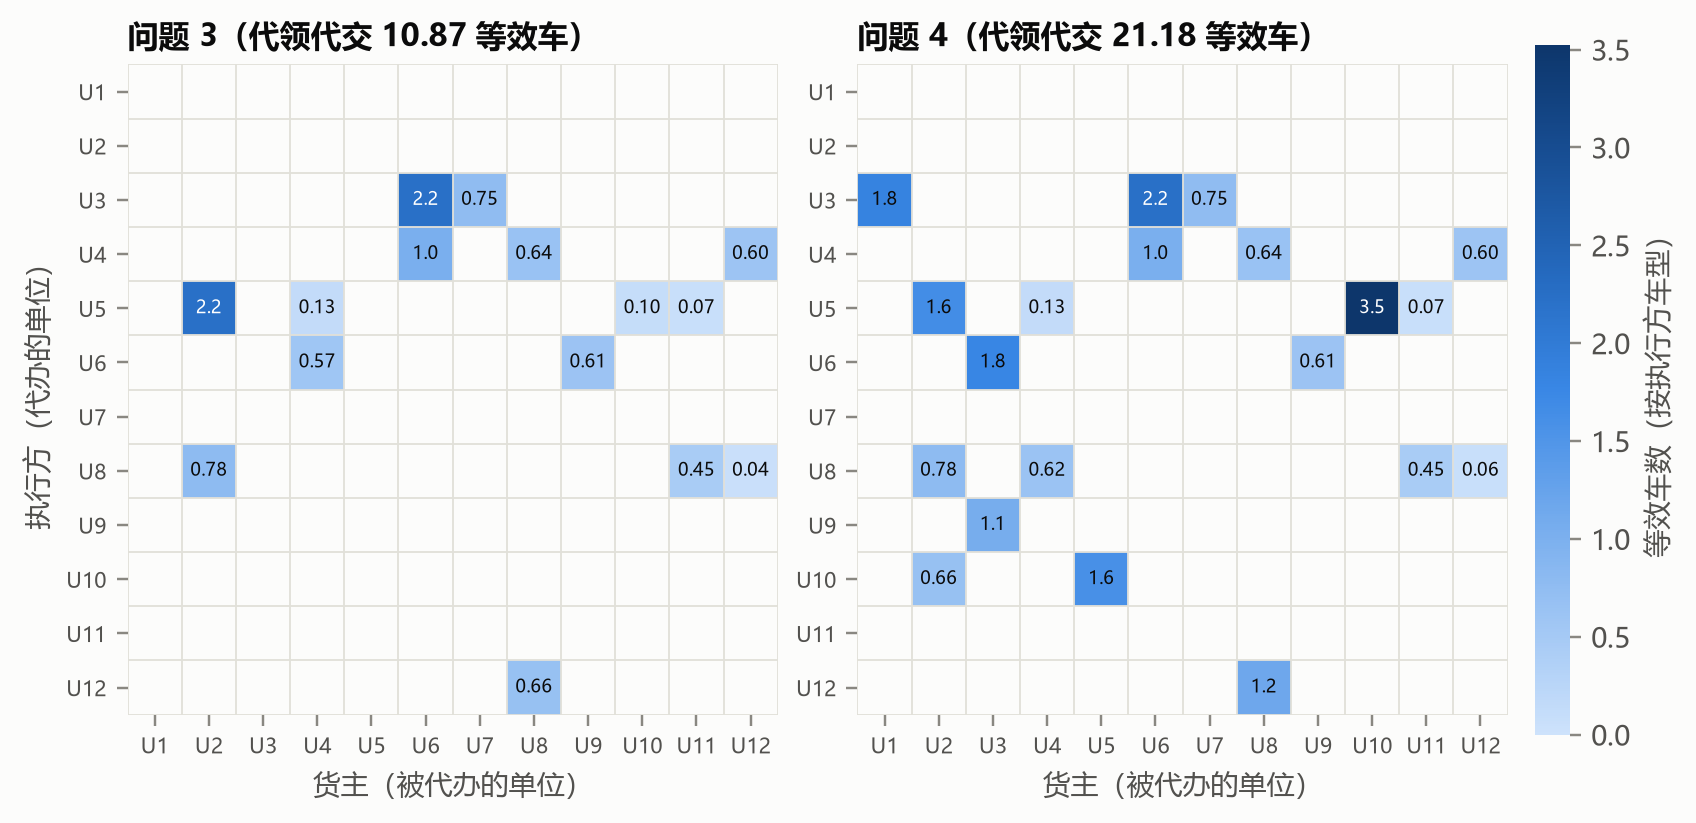 问题 3（代领代交 10.87 等效车）
问题 4（代领代交 21.18 等效车）
执行方（代办的单位）
U1
U2
U3 2.2 0.75
U4 1.0 0.64 0.60
U5 2.2 0.13 0.10 0.07
U6 0.57 0.61
U7
U8 0.78 0.45 0.04
U9
U10
U11
U12 0.66
U1 U2 U3 U4 U5 U6 U7 U8 U9 U10 U11 U12
货主（被代办的单位）
U1
U2
U3 1.8 2.2 0.75
U4 1.0 0.64 0.60
U5 1.6 0.13 3.5 0.07
U6 1.8 0.61
U7
U8 0.78 0.62 0.45 0.06
U9 1.1
U10 0.66 1.6
U11
U12 1.2
U1 U2 U3 U4 U5 U6 U7 U8 U9 U10 U11 U12
货主（被代办的单位）
3.5
3.0
2.5
2.0
1.5
1.0
0.5
0.0
等效车数（按执行方车型）